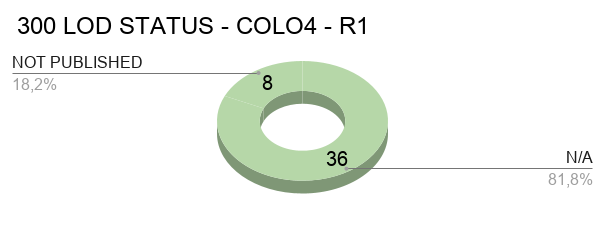 300 LOD STATUS - COLO4 - R1
NOT PUBLISHED
18,2%
8
36
N/A
81,8%